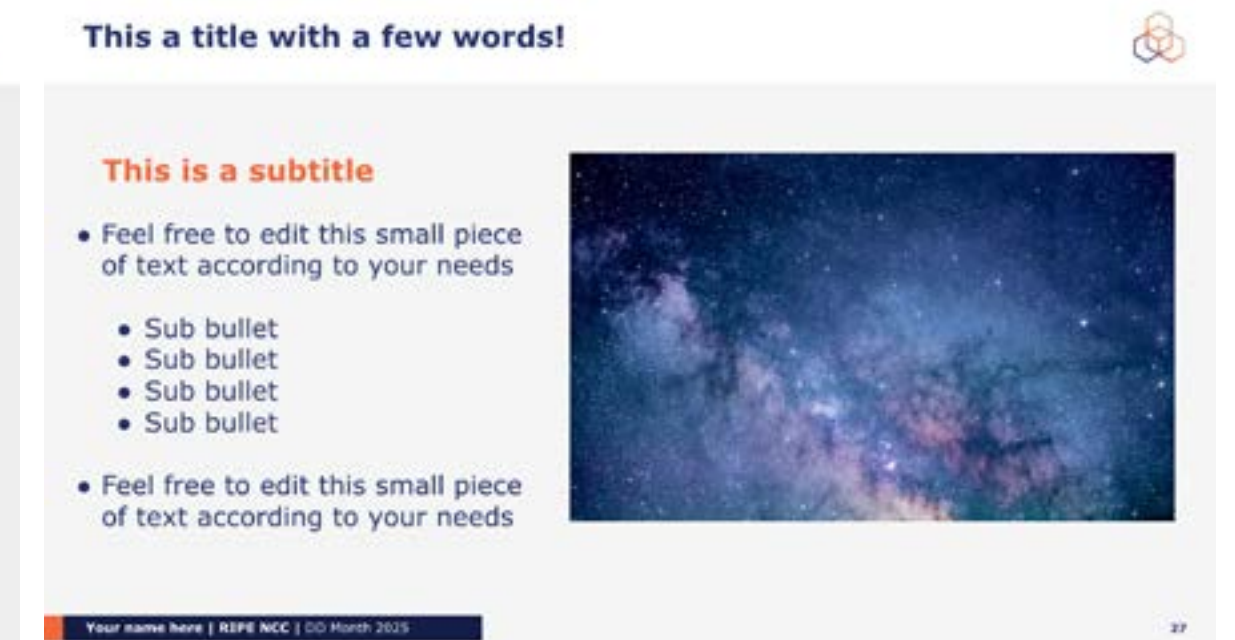 This a title with a few words!
This is a subtitle
● Feel free to edit this small piece
of text according to your needs
● Sub bullet
● Sub bullet
● Sub bullet
● Sub bullet
● Feel free to edit this small piece
of text according to your needs
Your name here | RIPE NCC | DD Month 2025
27